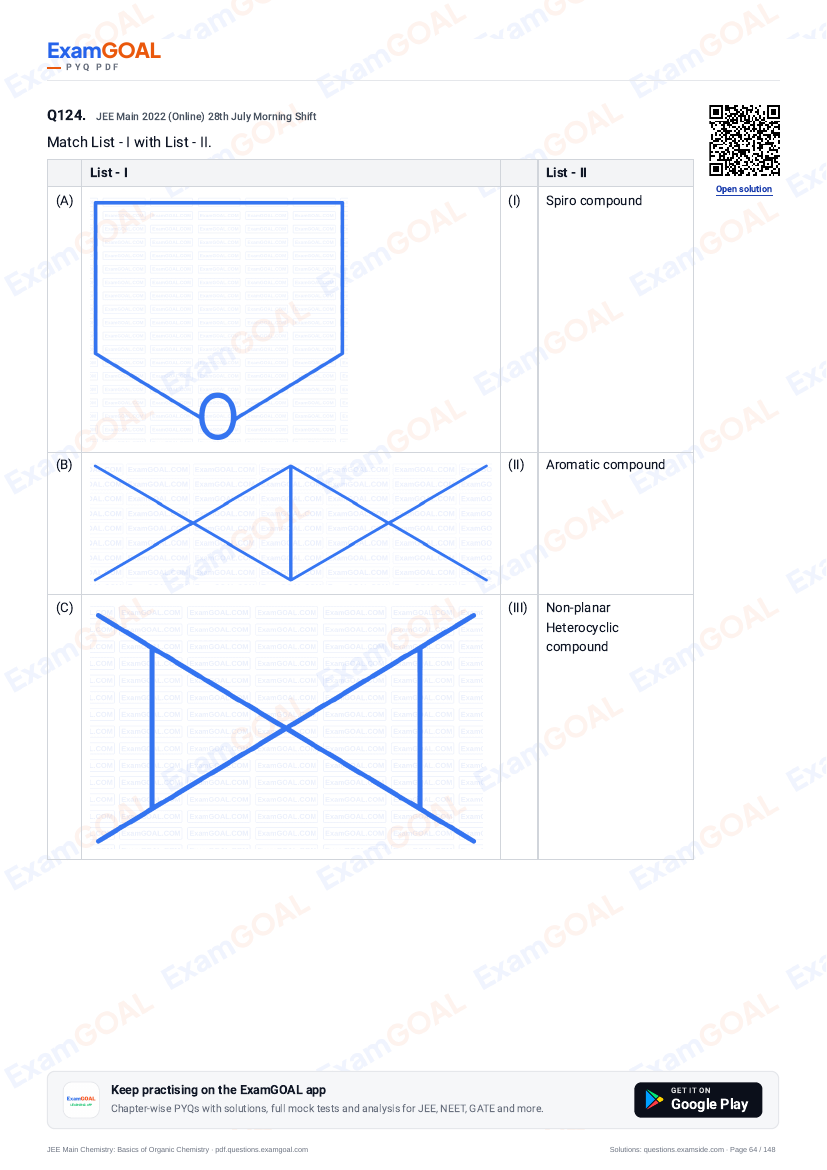 ExamGOAL
PYQ PDF
Q124. JEE Main 2022 (Online) 28th July Morning Shift
Match List - I with List - II.
Open solution
List - I List - II
(A) (I) Spiro compound
O
(B) (II) Aromatic compound
(C) (III) Non-planar
Heterocyclic
compound
Keep practising on the ExamGOAL app
Chapter-wise PYQs with solutions, full mock tests and analysis for JEE, NEET, GATE and more.
GET IT ON
Google Play
JEE Main Chemistry: Basics of Organic Chemistry · pdf.questions.examgoal.com
Solutions: questions.examside.com · Page 64 / 148